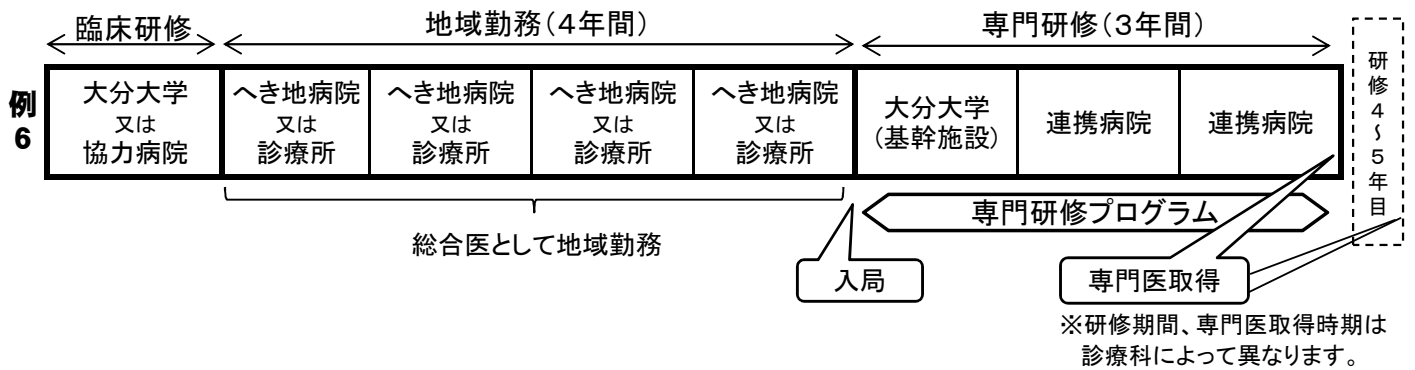 臨床研修
地域勤務(4年間)
専門研修(3年間)
例
6
大分大学
又は
協力病院
へき地病院
又は
診療所
へき地病院
又は
診療所
へき地病院
又は
診療所
へき地病院
又は
診療所
大分大学
(基幹施設)
連携病院
連携病院
研修4～5年目
専門研修プログラム
総合医として地域勤務
入局
専門医取得
※研修期間、専門医取得時期は
診療科によって異なります。